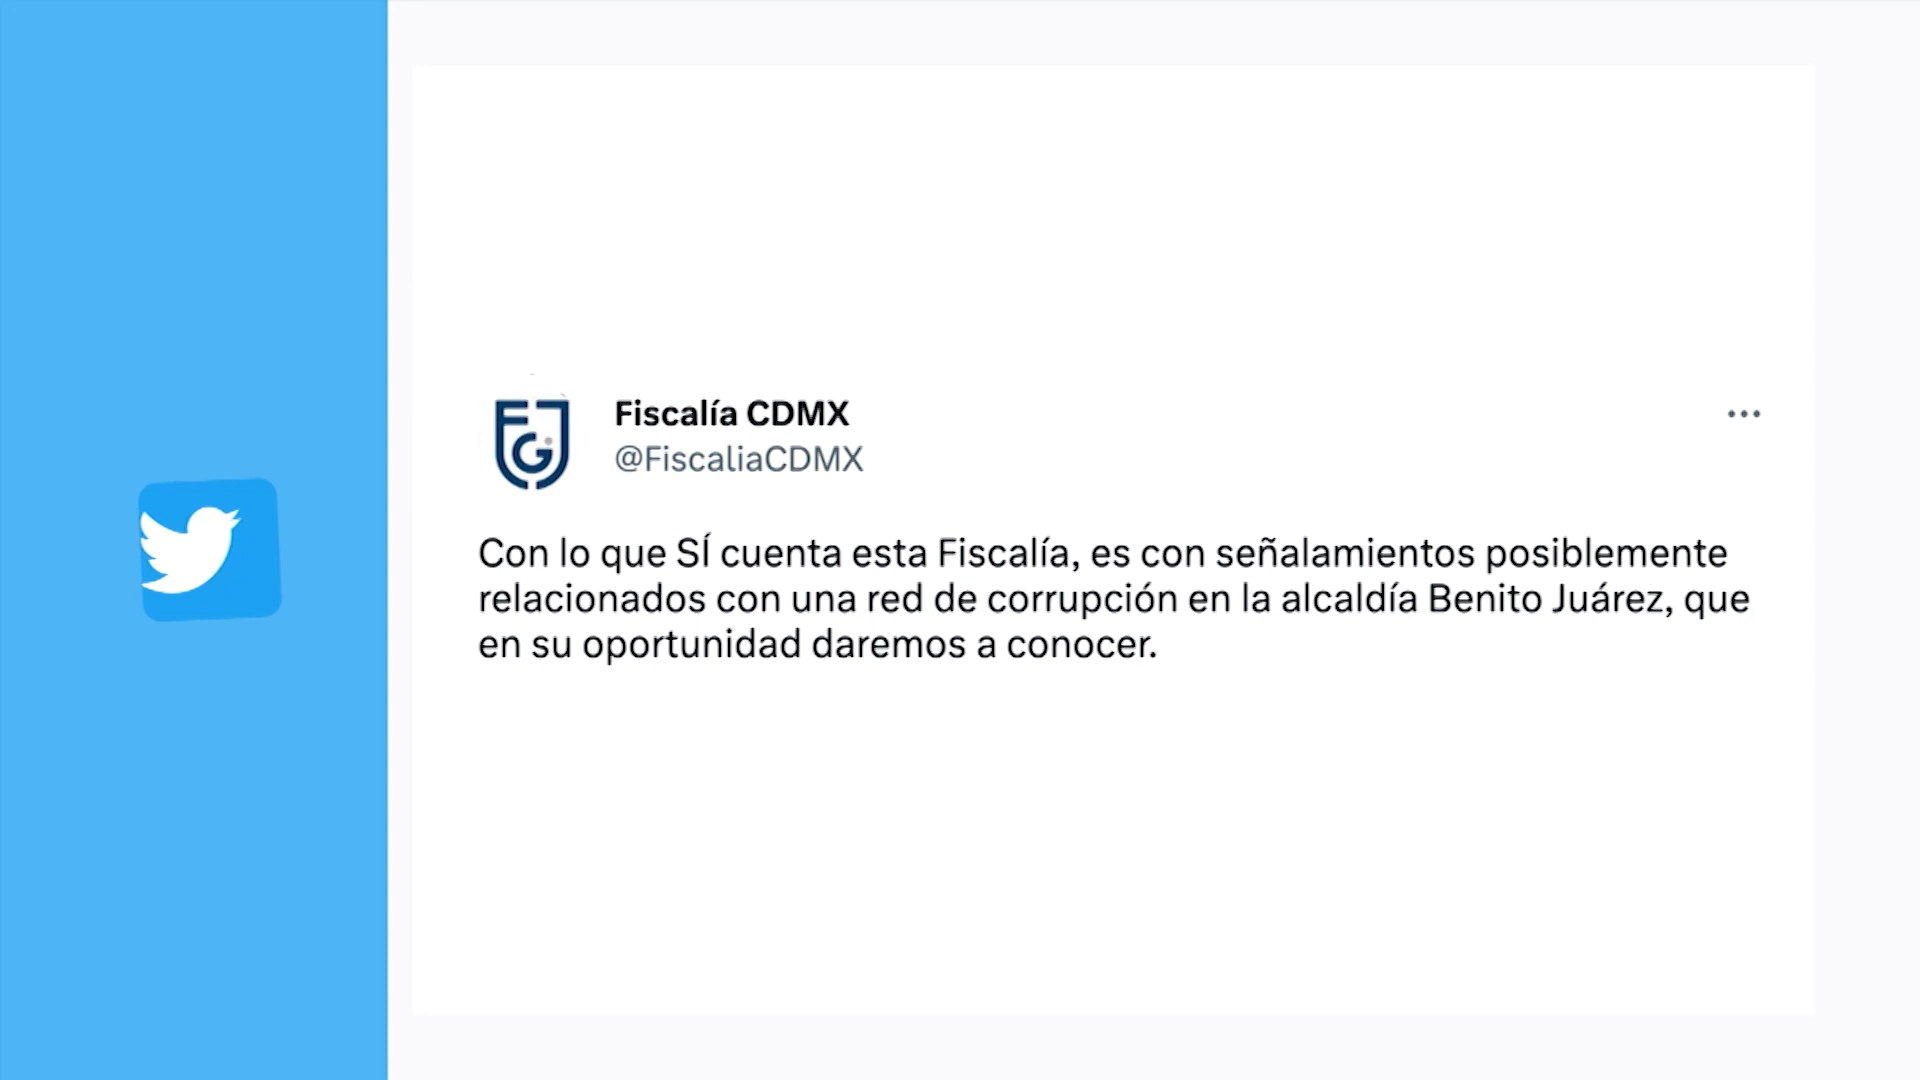 Fiscalía CDMX
@FiscaliaCDMX
Con lo que SÍ cuenta esta Fiscalía, es con señalamientos posiblemente
relacionados con una red de corrupción en la alcaldía Benito Juárez, que
en su oportunidad daremos a conocer.